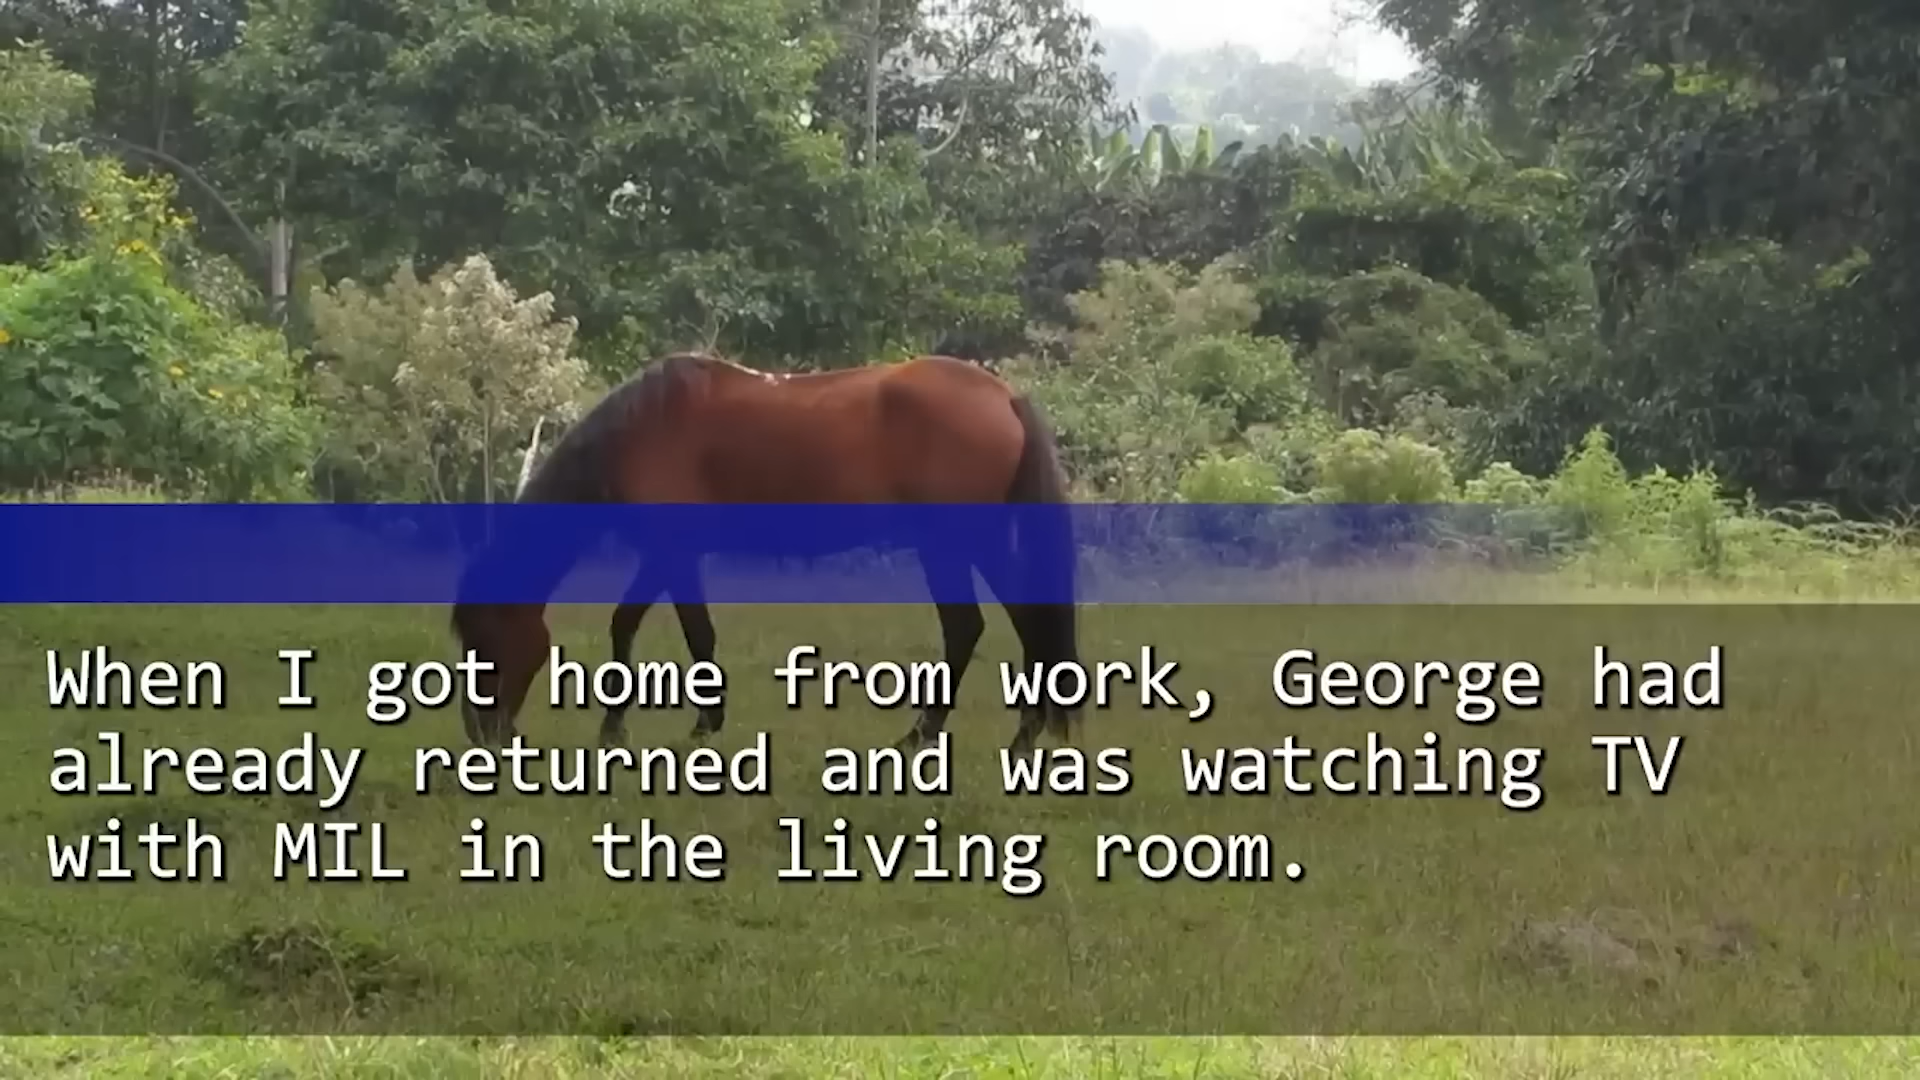 When I got home from work, George had
already returned and was watching TV
with MIL in the living room.